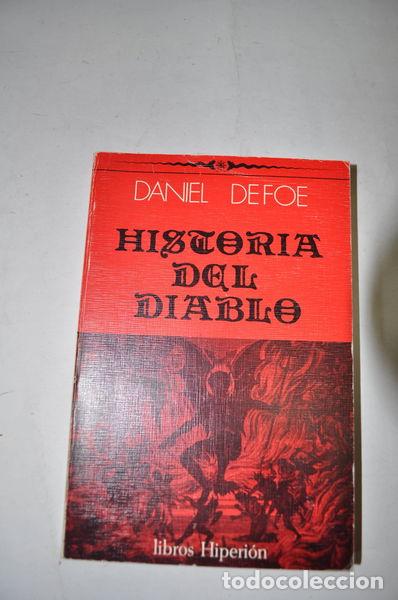 DANIEL DEFOE
HISTORIA
DEL
DIABLO
libros Hiperión
todocoleccion